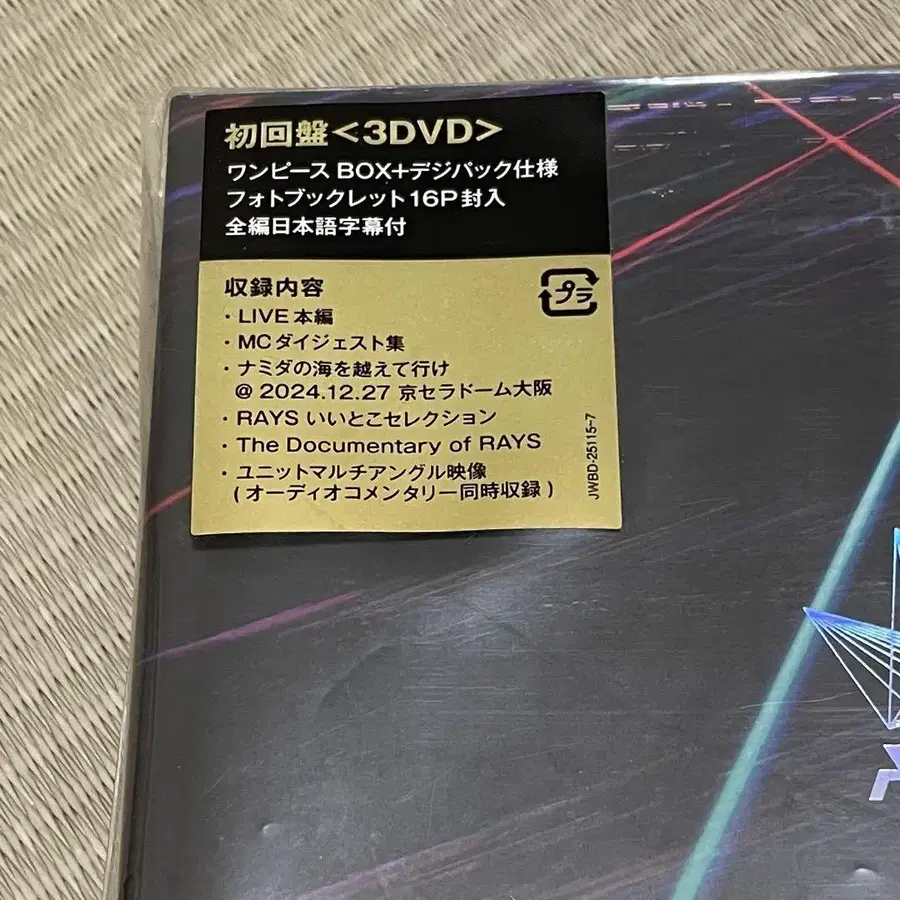 初回盤<3DVD>
ワンピース BOX+デジパック仕様
フォトブックレット16P封入
全編日本語字幕付
収録内容
プラ
・LIVE本編
・MCダイジェスト集
・ナミダの海を越えて行け
@ 2024.12.27 京セラドーム大阪
・RAYS いいとこセレクション
・The Documentary of RAYS
・ユニットマルチアングル映像
(オーディオコメンタリー同時収録)
JWBD-25115~7